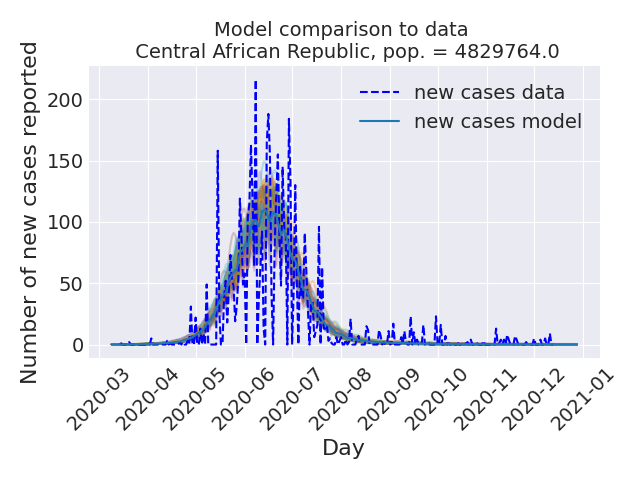 Model comparison to data
Central African Republic, pop. = 4829764.0
new cases data
new cases model
Number of new cases reported
200
150
100
50
0
2020-03
2020-04
2020-05
2020-06
2020-07
2020-08
2020-09
2020-10
2020-11
2020-12
2021-01
Day